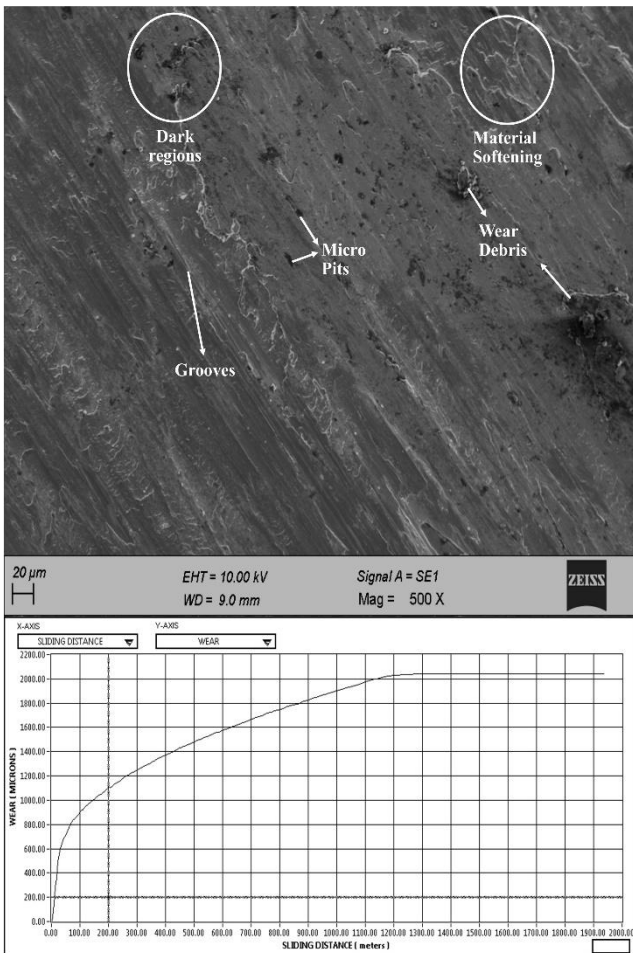 Dark
regions
Material
Softening
Micro
Pits
Wear
Debris
Grooves
20 µm
EHT = 10.00 kV
Signal A = SE1
WD = 9.0 mm
Mag = 500 X
ZEISS
X-AXIS
Y-AXIS
SLIDING DISTANCE
WEAR
2200.00
2000.00
1800.00
1600.00
1400.00
1200.00
1000.00
800.00
600.00
400.00
200.00
0.00
WEAR ( MICRONS )
0.00 100.00 200.00 300.00 400.00 500.00 600.00 700.00 800.00 900.00 1000.00 1100.00 1200.00 1300.00 1400.00 1500.00 1600.00 1700.00 1800.00 1900.00 2000.00
SLIDING DISTANCE ( meters )